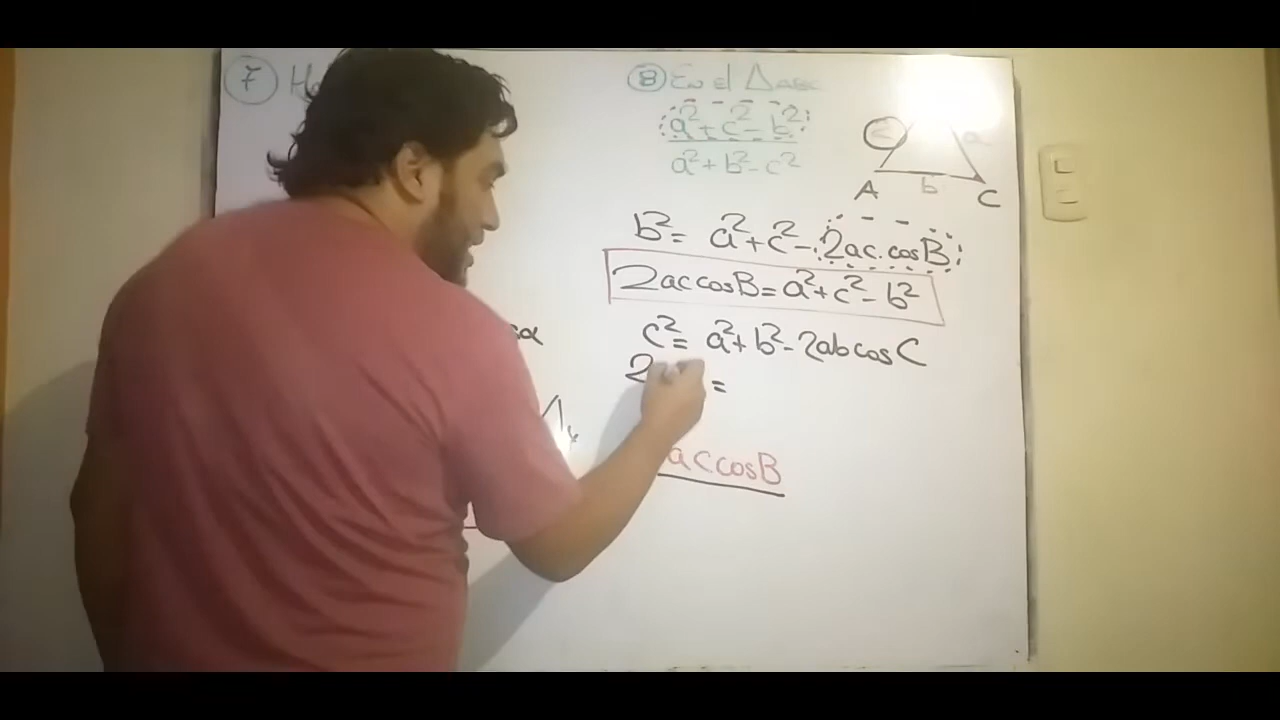 7
8 En el △ABC
a² + c² - b²
a² + b² - c²
c a
A b C
b² = a² + c² - 2ac.cosB
2accosB = a² + c² - b²
c² = a² + b² - 2abcosC
2 =
accosB